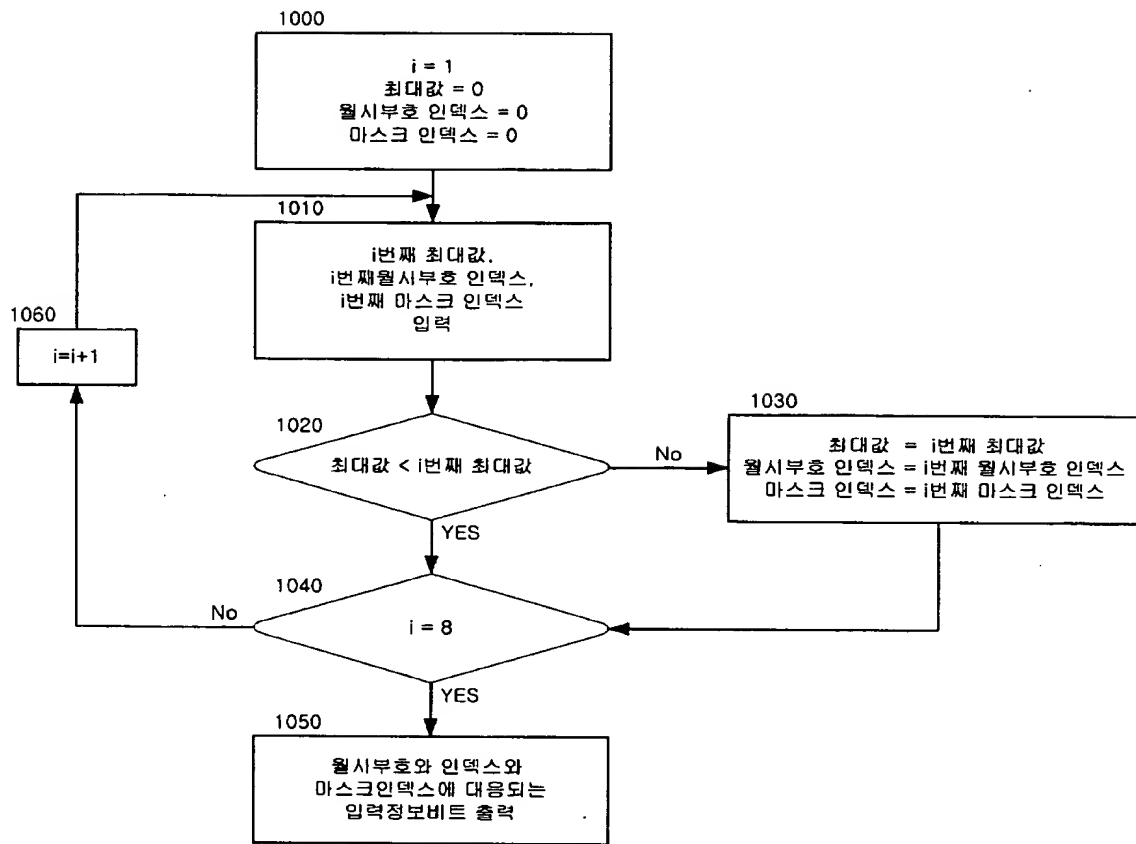 1000
i = 1
최대값 = 0
월시부호 인덱스 = 0
마스크 인덱스 = 0
1010
i번째 최대값,
i번째월시부호 인덱스,
i번째 마스크 인덱스
입력
1060
i=i+1
1020
최대값 < i번째 최대값
No
1030
최대값 = i번째 최대값
월시부호 인덱스 = i번째 월시부호 인덱스
마스크 인덱스 = i번째 마스크 인덱스
YES
1040
No
i = 8
YES
1050
월시부호와 인덱스와
마스크인덱스에 대응되는
입력정보비트 출력